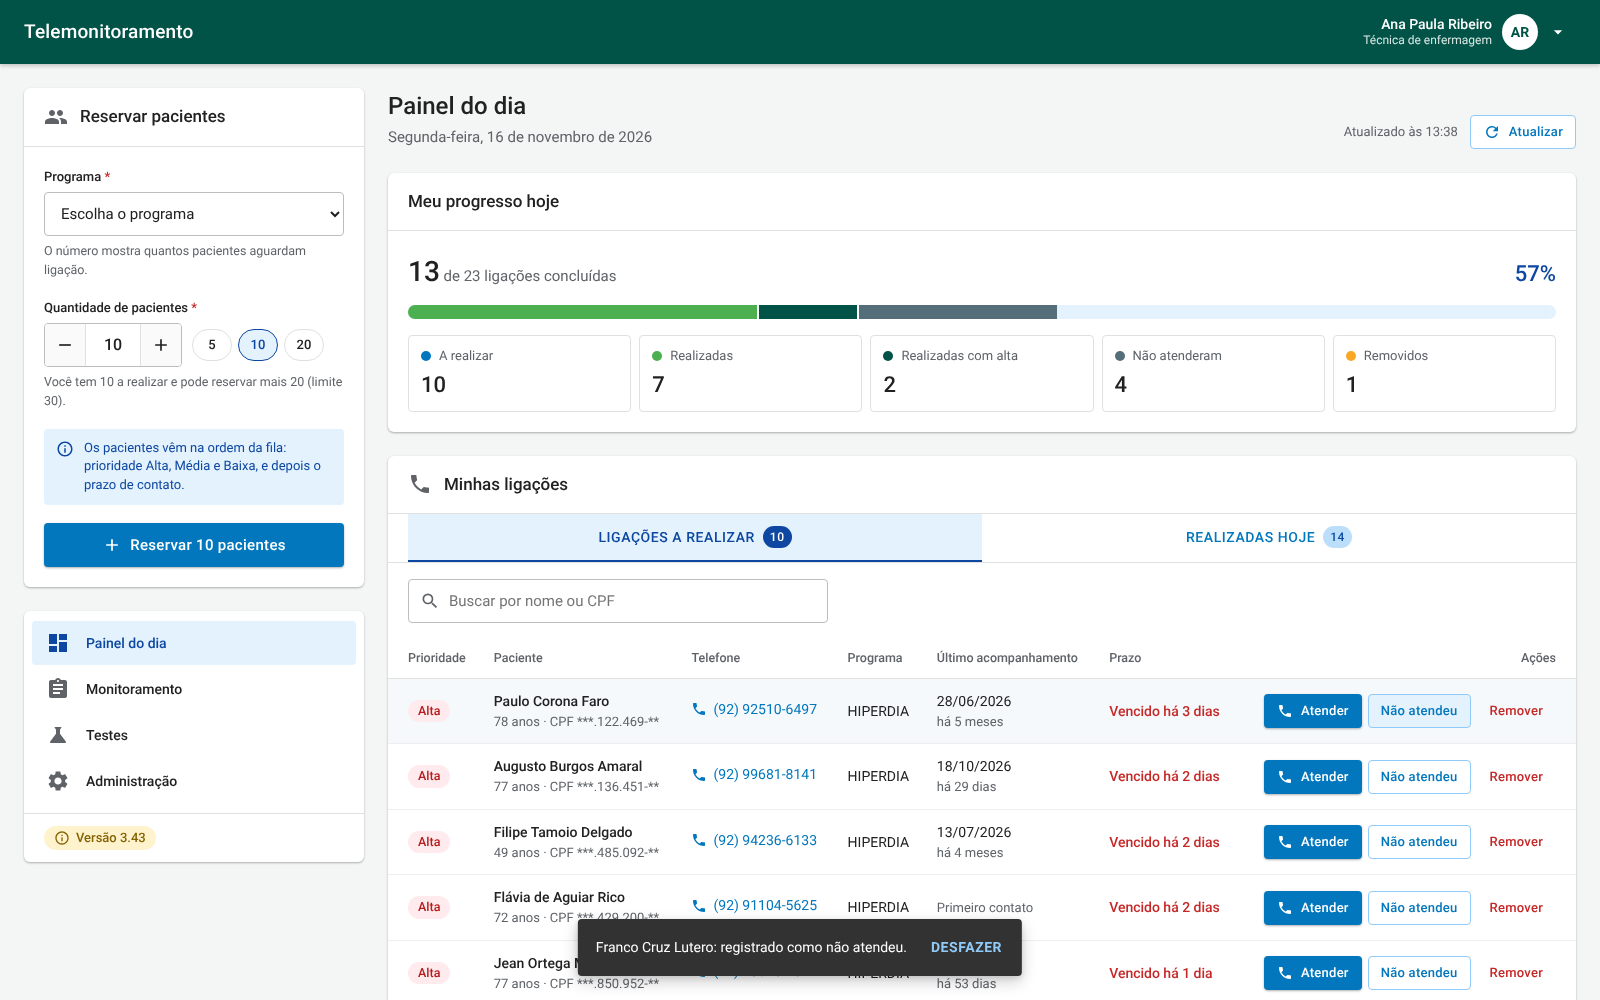 Telemonitoramento
Ana Paula Ribeiro
Técnica de enfermagem
AR
Reservar pacientes
Programa *
Escolha o programa
O número mostra quantos pacientes aguardam
ligação.
Quantidade de pacientes *
10
5
10
20
Você tem 10 a realizar e pode reservar mais 20 (limite
30).
Os pacientes vêm na ordem da fila:
prioridade Alta, Média e Baixa, e depois o
prazo de contato.
Reservar 10 pacientes
Painel do dia
Monitoramento
Testes
Administração
Versão 3.43
Painel do dia
Segunda-feira, 16 de novembro de 2026
Atualizado às 13:38
Atualizar
Meu progresso hoje
13 de 23 ligações concluídas
57%
A realizar
10
Realizadas
7
Realizadas com alta
2
Não atenderam
4
Removidos
1
Minhas ligações
LIGAÇÕES A REALIZAR 10
REALIZADAS HOJE 14
Buscar por nome ou CPF
Prioridade Paciente Telefone Programa Último acompanhamento Prazo Ações
Alta
Paulo Corona Faro
78 anos · CPF ***.122.469-**
(92) 92510-6497
HIPERDIA
28/06/2026
há 5 meses
Vencido há 3 dias
Atender
Não atendeu
Remover
Alta
Augusto Burgos Amaral
77 anos · CPF ***.136.451-**
(92) 99681-8141
HIPERDIA
18/10/2026
há 29 dias
Vencido há 2 dias
Atender
Não atendeu
Remover
Alta
Filipe Tamoio Delgado
49 anos · CPF ***.485.092-**
(92) 94236-6133
HIPERDIA
13/07/2026
há 4 meses
Vencido há 2 dias
Atender
Não atendeu
Remover
Alta
Flávia de Aguiar Rico
72 anos · CPF ***.429.200-**
(92) 91104-5625
HIPERDIA
Primeiro contato
Vencido há 2 dias
Atender
Não atendeu
Remover
Alta
Jean Ortega
77 anos · CPF ***.850.952-**
HIPERDIA
há 53 dias
Vencido há 1 dia
Atender
Não atendeu
Remover
Franco Cruz Lutero: registrado como não atendeu.
DESFAZER